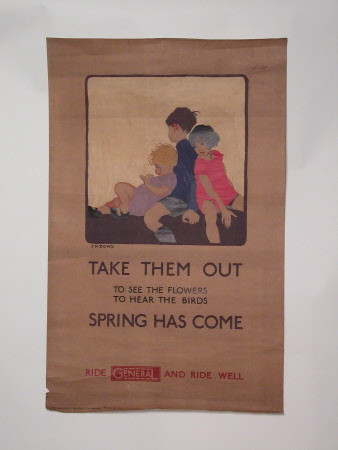 TAKE THEM OUT
TO SEE THE FLOWERS
TO HEAR THE BIRDS
SPRING HAS COME
RIDE GENERAL AND RIDE WELL